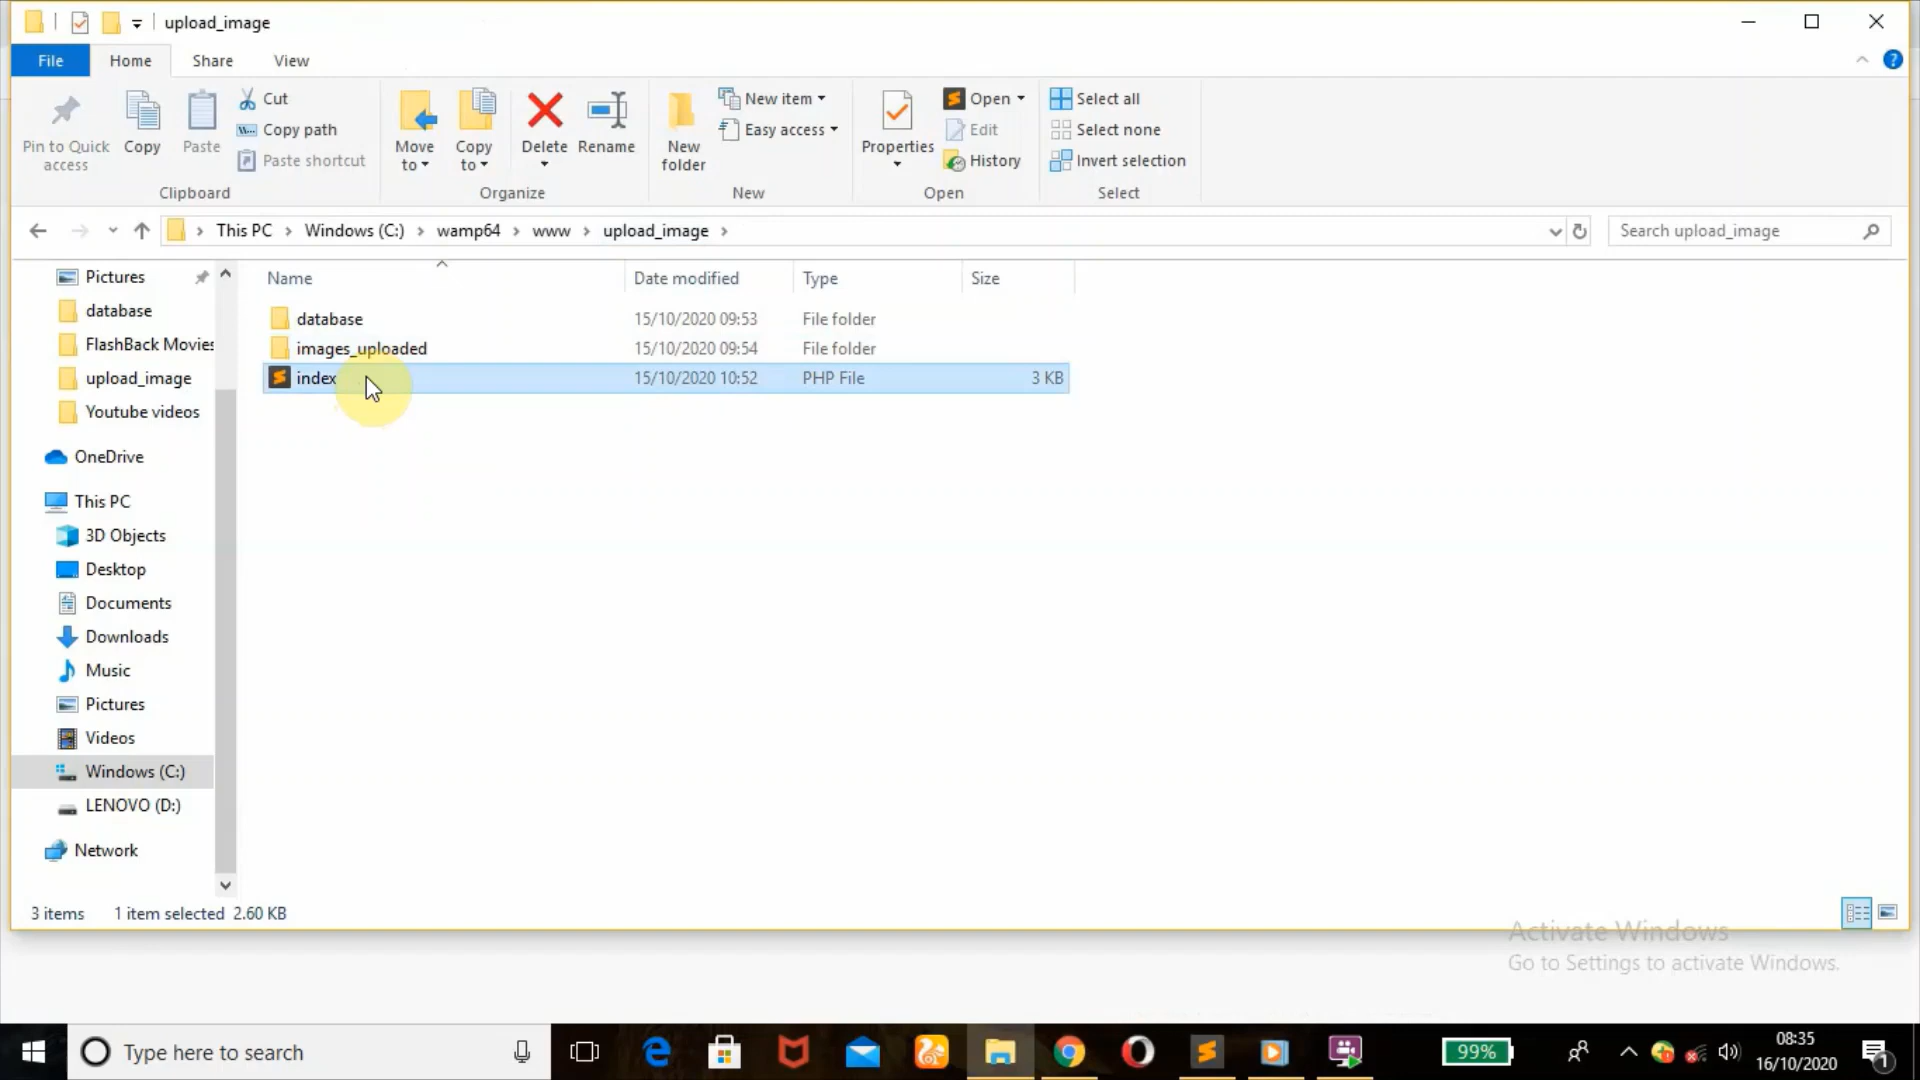 upload_image
File Home Share View
Pin to Quick access
Copy
Paste
Cut
Copy path
Paste shortcut
Clipboard
Move to
Copy to
Delete
Rename
Organize
New folder
New item
Easy access
New
Properties
Open
Edit
History
Open
Select all
Select none
Invert selection
Select
This PC Windows (C:) wamp64 www upload_image
Search upload_image
Pictures
database
FlashBack Movies
upload_image
Youtube videos
OneDrive
This PC
3D Objects
Desktop
Documents
Downloads
Music
Pictures
Videos
Windows (C:)
LENOVO (D:)
Network
Name Date modified Type Size
database 15/10/2020 09:53 File folder
images_uploaded 15/10/2020 09:54 File folder
index 15/10/2020 10:52 PHP File 3 KB
3 items 1 item selected 2.60 KB
Activate Windows
Go to Settings to activate Windows.
Type here to search
99%
08:35
16/10/2020
1